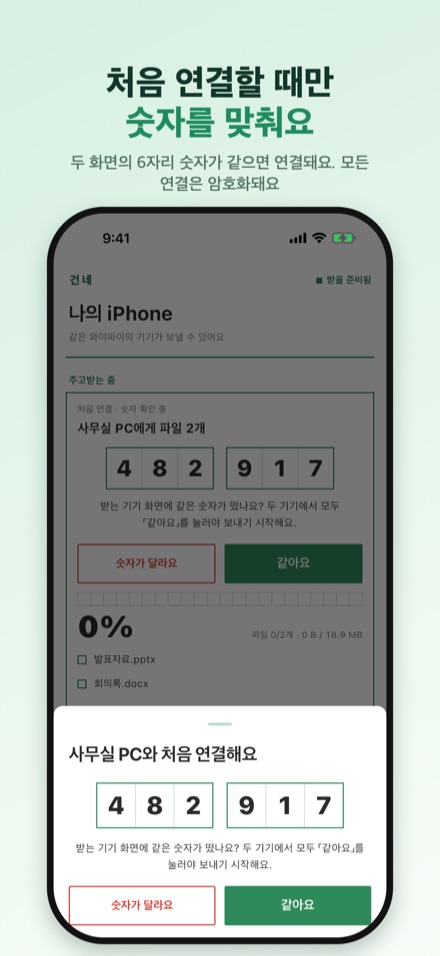 처음 연결할 때만
숫자를 맞춰요
두 화면의 6자리 숫자가 같으면 연결돼요. 모든
연결은 암호화돼요
9:41
건네
받을 준비됨
나의 iPhone
같은 와이파이의 기기가 보낼 수 있어요
주고받는 중
처음 연결 · 숫자 확인 중
사무실 PC에게 파일 2개
4 8 2 9 1 7
받는 기기 화면에 같은 숫자가 떴나요? 두 기기에서 모두
「같아요」를 눌러야 보내기 시작해요.
숫자가 달라요
같아요
0%
파일 0/2개 · 0 B / 18.9 MB
발표자료.pptx
회의록.docx
사무실 PC와 처음 연결해요
4 8 2 9 1 7
받는 기기 화면에 같은 숫자가 떴나요? 두 기기에서 모두 「같아요」를
눌러야 보내기 시작해요.
숫자가 달라요
같아요